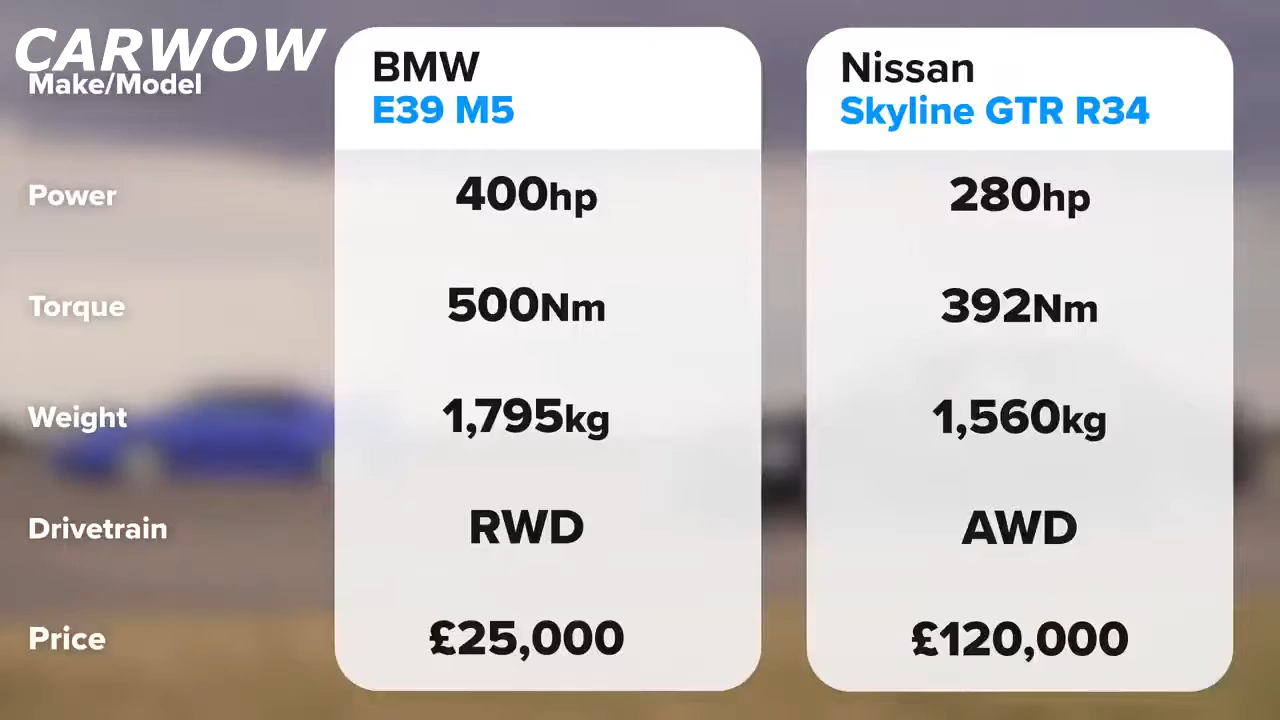 CARWOW
Make/Model
BMW
E39 M5
Nissan
Skyline GTR R34
Power
400hp
280hp
Torque
500Nm
392Nm
Weight
1,795kg
1,560kg
Drivetrain
RWD
AWD
Price
£25,000
£120,000